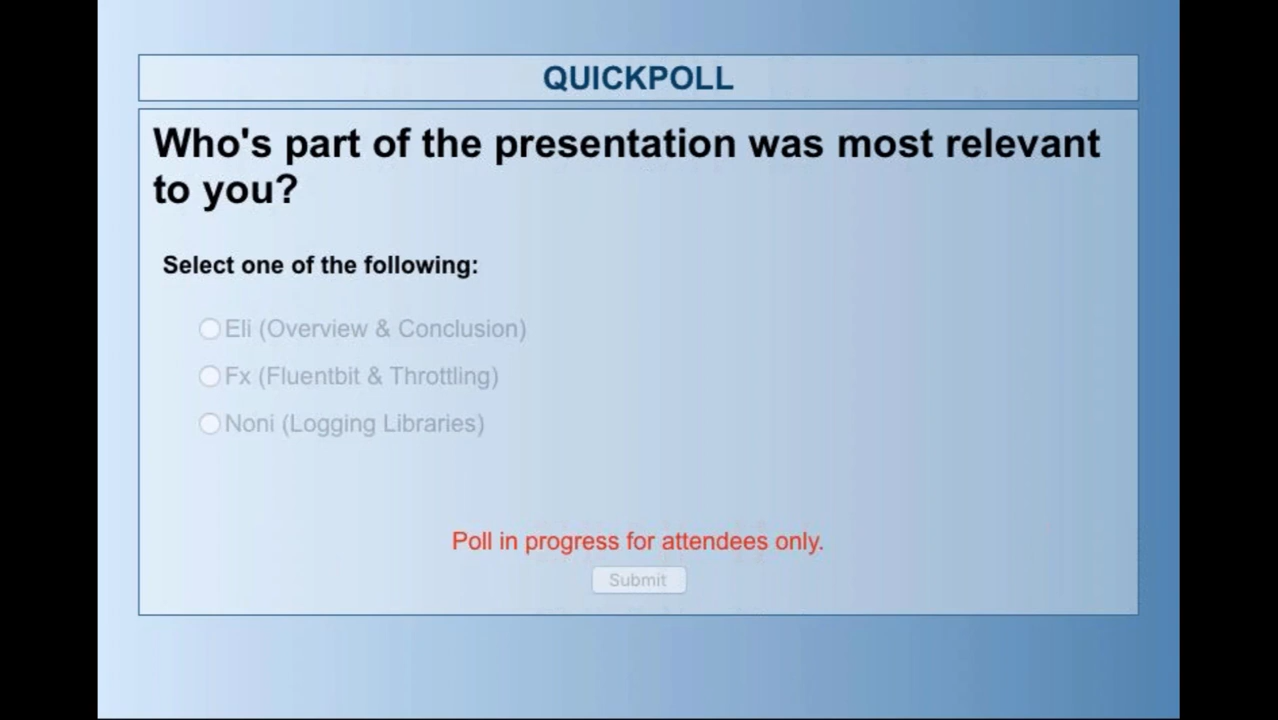 QUICKPOLL
Who's part of the presentation was most relevant
to you?
Select one of the following:
Eli (Overview & Conclusion)
Fx (Fluentbit & Throttling)
Noni (Logging Libraries)
Poll in progress for attendees only.
Submit